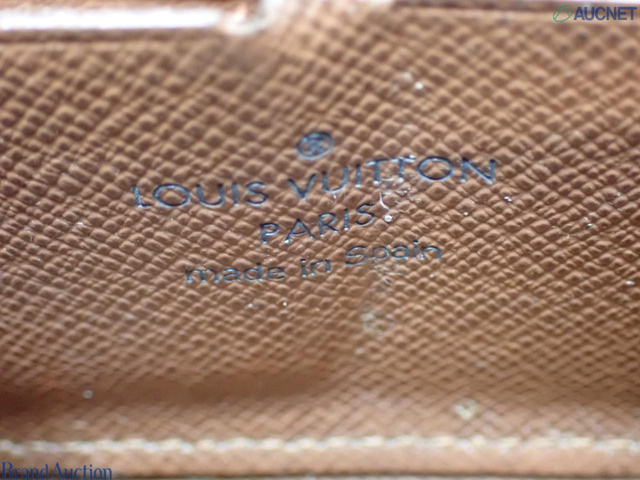 AUCNET
LOUIS VUITTON
PARIS
made in Spain
Brand Auction